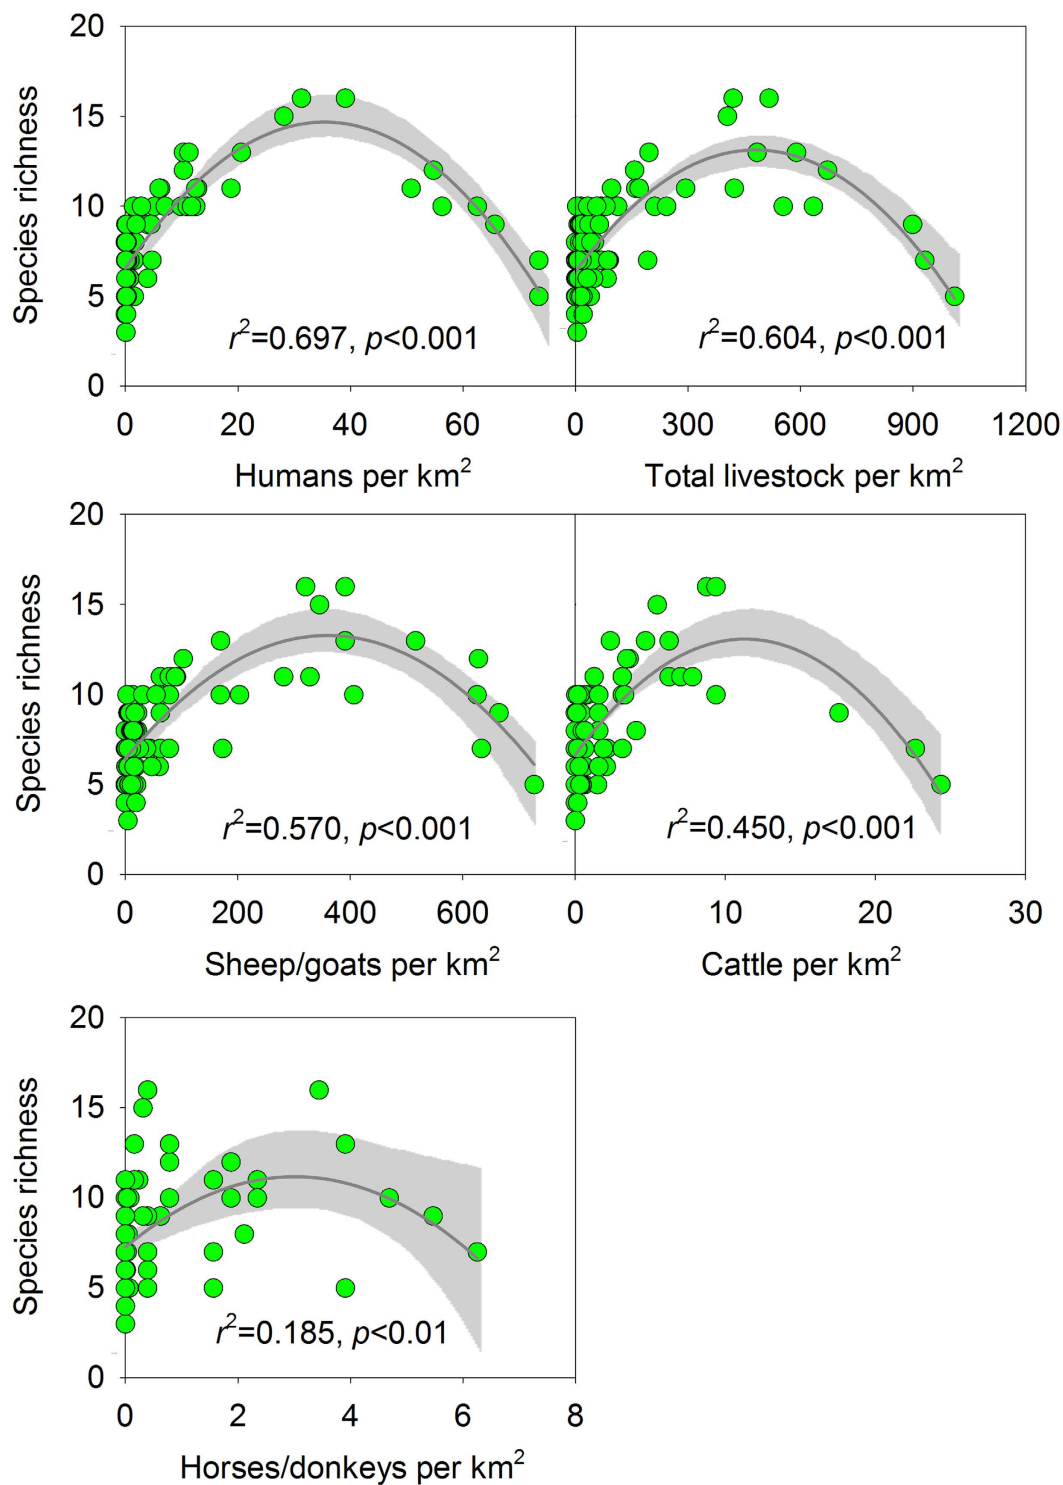 20
15
10
5
0
Species richness
r²=0.697, p<0.001
0 20 40 60
Humans per km²
r²=0.604, p<0.001
0 300 600 900 1200
Total livestock per km²
20
15
10
5
0
Species richness
r²=0.570, p<0.001
0 200 400 600
Sheep/goats per km²
r²=0.450, p<0.001
0 10 20 30
Cattle per km²
20
15
10
5
0
Species richness
r²=0.185, p<0.01
0 2 4 6 8
Horses/donkeys per km²